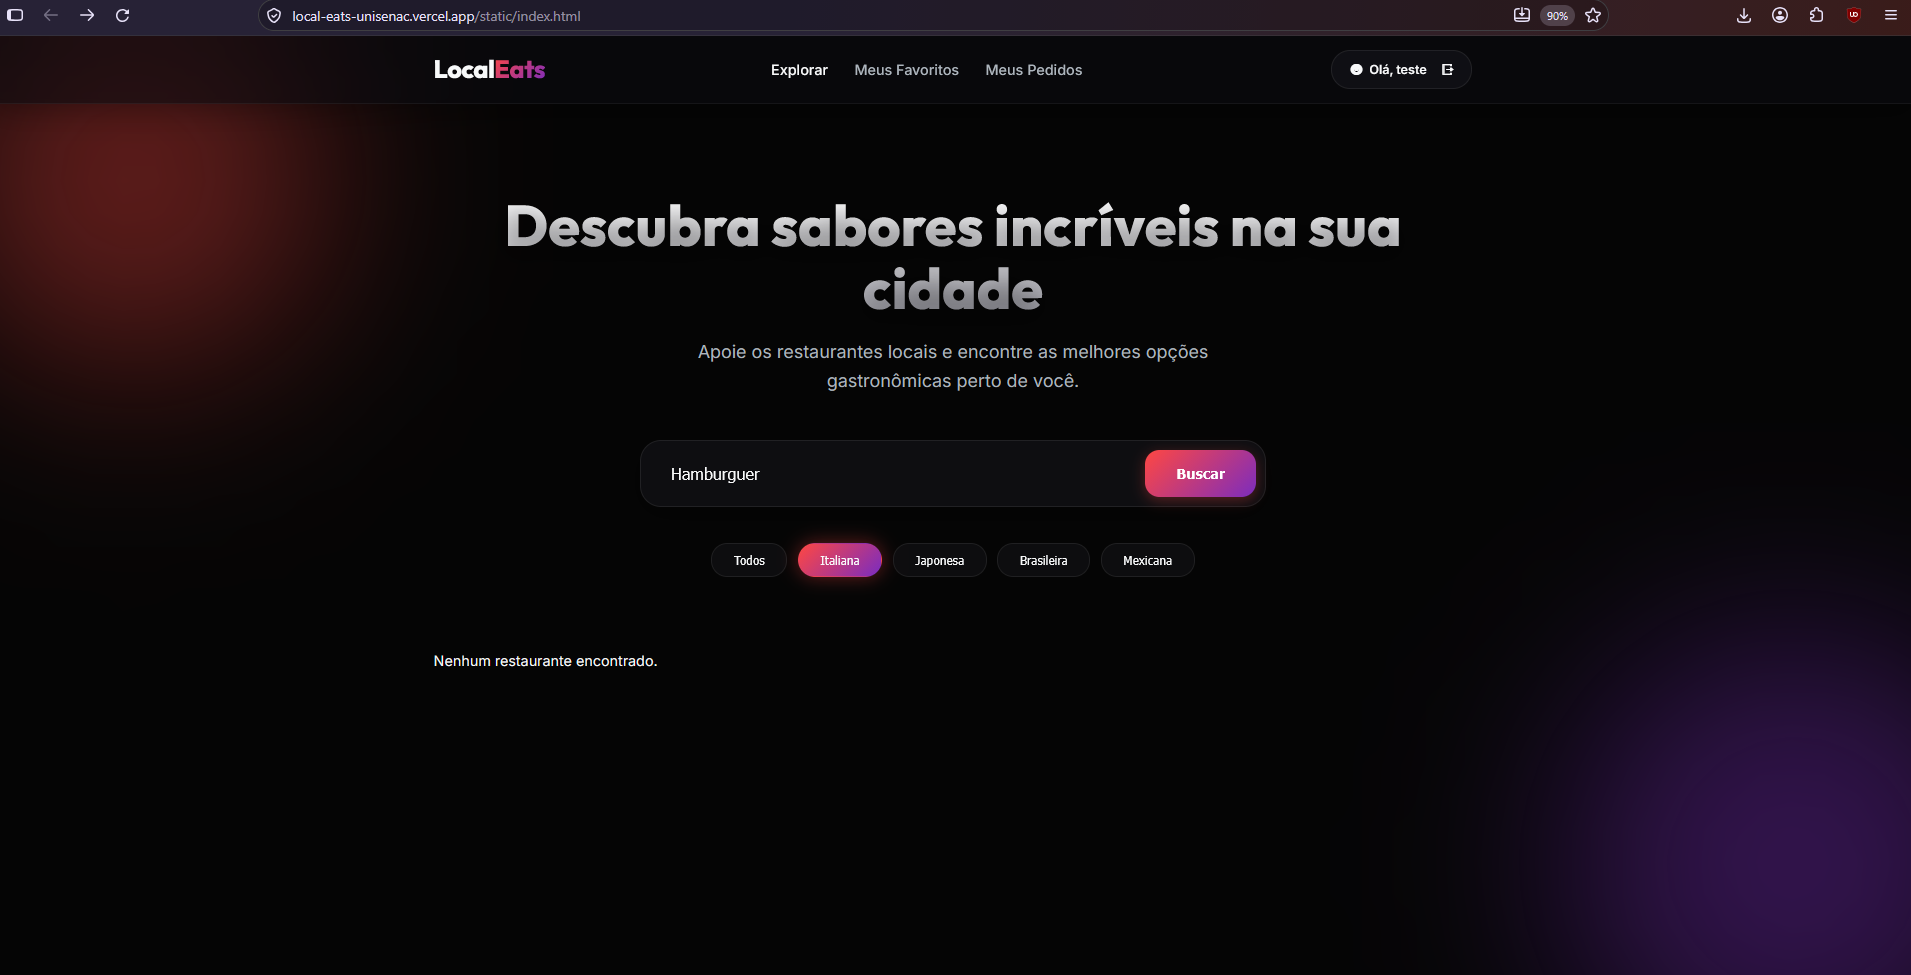 local-eats-unisenac.vercel.app/static/index.html
90%
LocalEats
Explorar
Meus Favoritos
Meus Pedidos
Olá, teste
Descubra sabores incríveis na sua
cidade
Apoie os restaurantes locais e encontre as melhores opções
gastronômicas perto de você.
Hamburguer
Buscar
Todos
Italiana
Japonesa
Brasileira
Mexicana
Nenhum restaurante encontrado.